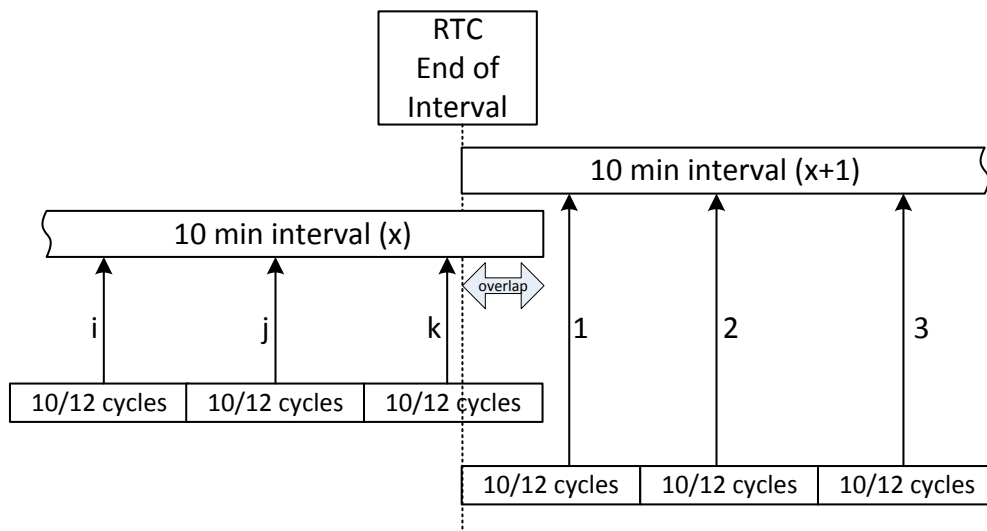 RTC
End of
Interval
10 min interval (x+1)
10 min interval (x)
overlap
i
j
k
1
2
3
10/12 cycles
10/12 cycles
10/12 cycles
10/12 cycles
10/12 cycles
10/12 cycles